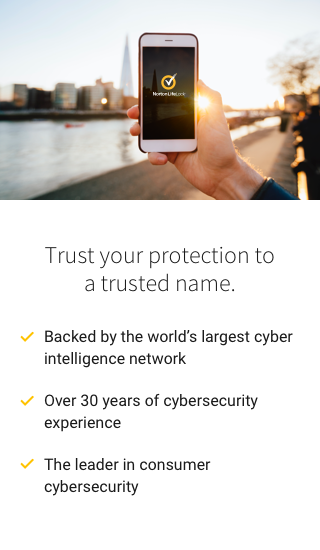 NortonLifeLock
Trust your protection to
a trusted name.
Backed by the world's largest cyber
intelligence network
Over 30 years of cybersecurity
experience
The leader in consumer
cybersecurity